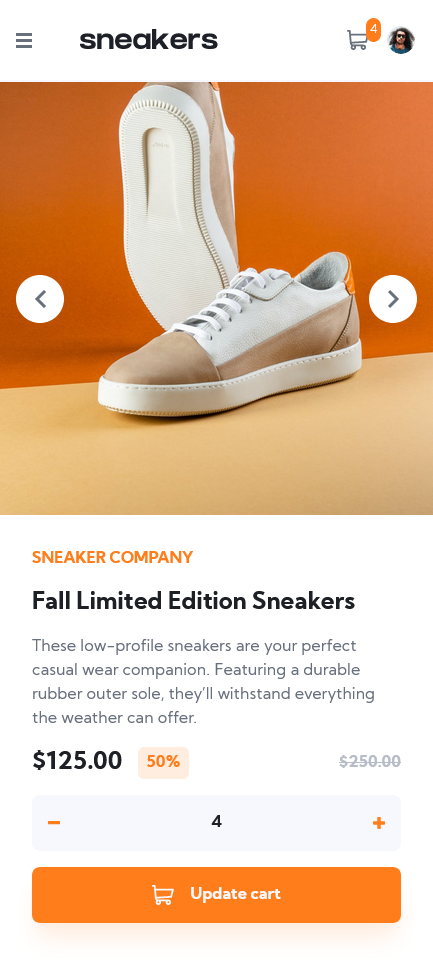 sneakers
4
SNEAKER COMPANY
Fall Limited Edition Sneakers
These low-profile sneakers are your perfect
casual wear companion. Featuring a durable
rubber outer sole, they’ll withstand everything
the weather can offer.
$125.00 50% $250.00
− 4 +
Update cart